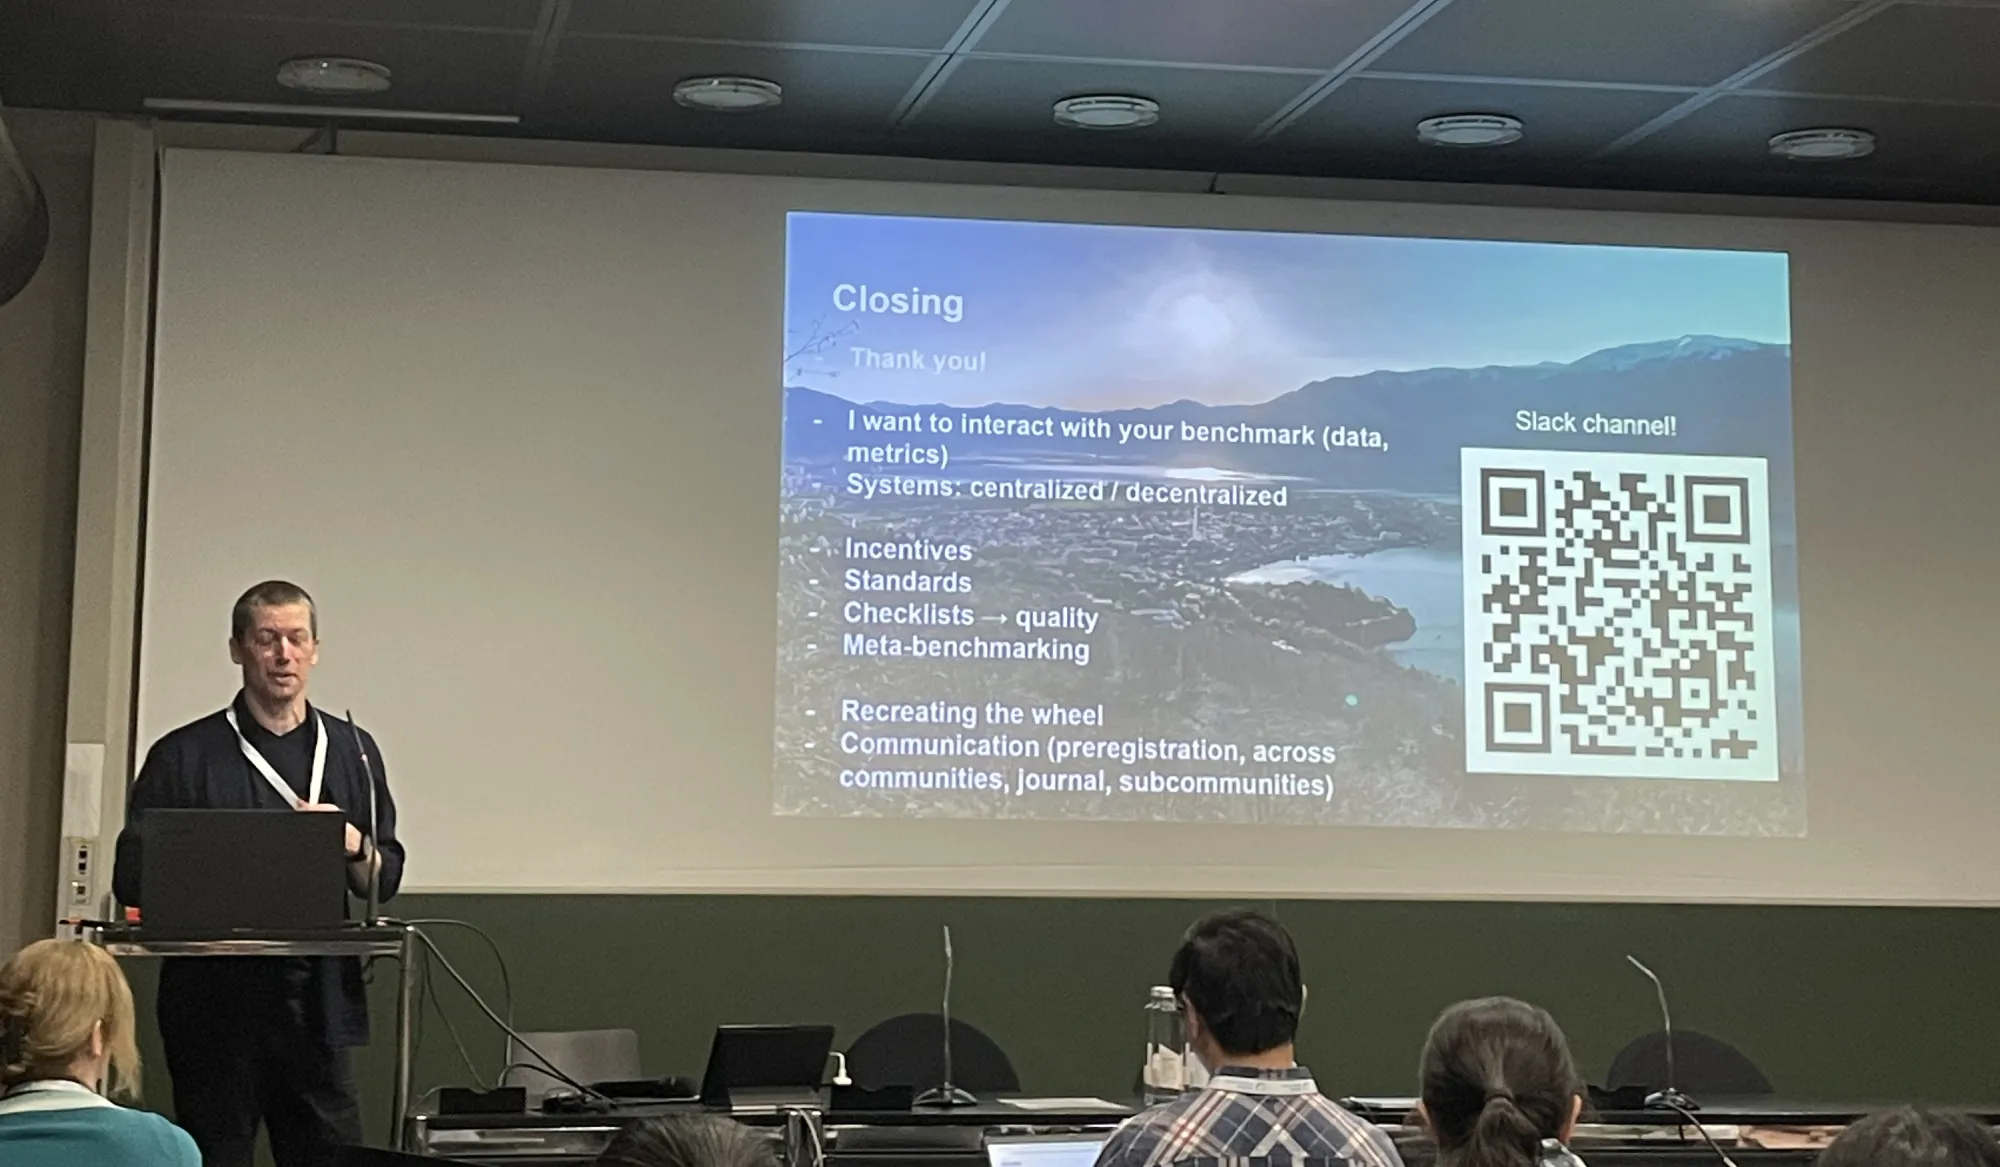 Closing
- Thank you!
- I want to interact with your benchmark (data,
metrics)
Systems: centralized / decentralized
- Incentives
- Standards
- Checklists → quality
- Meta-benchmarking
- Recreating the wheel
- Communication (preregistration, across
communities, journal, subcommunities)
Slack channel!